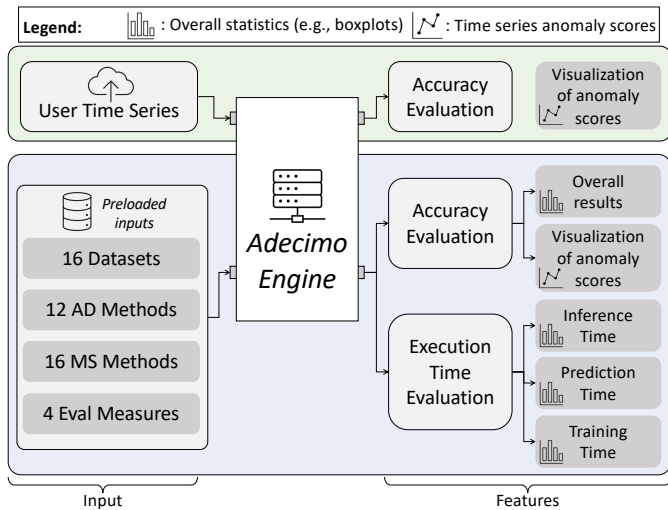 Legend: : Overall statistics (e.g., boxplots) : Time series anomaly scores
User Time Series
Accuracy
Evaluation
Visualization
of anomaly
scores
Adecimo
Engine
Preloaded
inputs
16 Datasets
12 AD Methods
16 MS Methods
4 Eval Measures
Accuracy
Evaluation
Overall
results
Visualization
of anomaly
scores
Execution
Time
Evaluation
Inference
Time
Prediction
Time
Training
Time
Input
Features